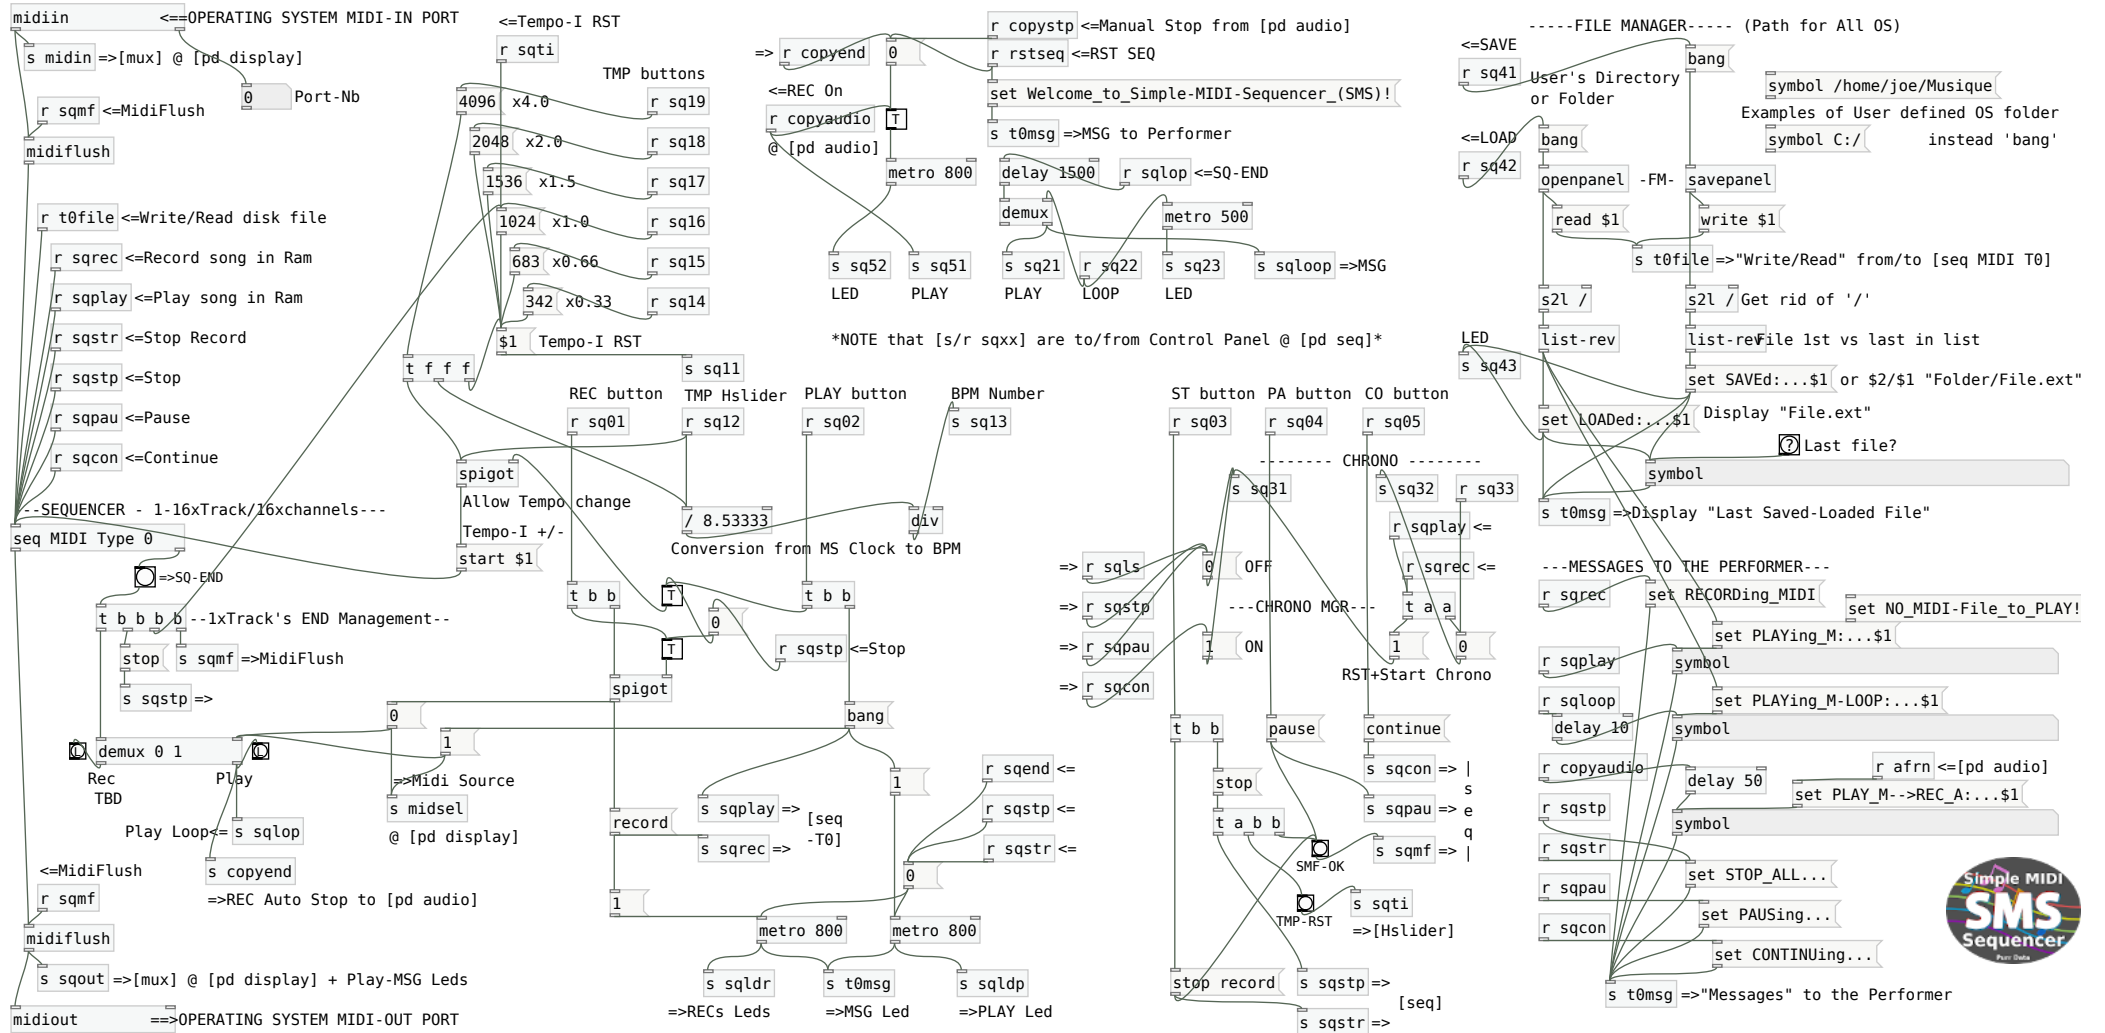 midiin <==OPERATING SYSTEM MIDI-IN PORT
s midin =>[mux] @ [pd display]
0 Port-Nb
r sqmf <=MidiFlush
midiflush
r t0file <=Write/Read disk file
r sqrec <=Record song in Ram
r sqplay <=Play song in Ram
r sqstr <=Stop Record
r sqstp <=Stop
r sqpau <=Pause
r sqcon <=Continue
--SEQUENCER - 1-16xTrack/16xchannels---
seq MIDI Type 0
=>SQ-END
t b b b b --1xTrack's END Management--
stop s sqmf =>MidiFlush
s sqstp =>
L demux 0 1 L
Rec Play
TBD
Play Loop<= s sqlop
s copyend
=>REC Auto Stop to [pd audio]
<=MidiFlush
r sqmf
midiflush
s sqout =>[mux] @ [pd display] + Play-MSG Leds
midiout ==>OPERATING SYSTEM MIDI-OUT PORT
<=Tempo-I RST
r sqti
TMP buttons
4096 x4.0 r sq19
2048 x2.0 r sq18
1536 x1.5 r sq17
1024 x1.0 r sq16
683 x0.66 r sq15
342 x0.33 r sq14
$1 Tempo-I RST
t f f f s sq11
REC button TMP Hslider PLAY button BPM Number
r sq01 r sq12 r sq02 s sq13
spigot
Allow Tempo change
/ 8.53333 div
Tempo-I +/-
Conversion from MS Clock to BPM
start $1
t b b T t b b
0
T r sqstp <=Stop
spigot
0 bang
1
=>Midi Source
s midsel
@ [pd display]
1 r sqend <=
s sqplay => [seq r sqstp <=
record -T0]
s sqrec => r sqstr <=
0
1
metro 800 metro 800
s sqldr s t0msg s sqldp
=>RECs Leds =>MSG Led =>PLAY Led
r copystp <=Manual Stop from [pd audio]
=> r copyend 0 r rstseq <=RST SEQ
<=REC On set Welcome_to_Simple-MIDI-Sequencer_(SMS)!
r copyaudio T
s t0msg =>MSG to Performer
@ [pd audio]
metro 800 delay 1500 r sqlop <=SQ-END
demux metro 500
s sq52 s sq51 s sq21 r sq22 s sq23 s sqloop =>MSG
LED PLAY PLAY LOOP LED
*NOTE that [s/r sqxx] are to/from Control Panel @ [pd seq]*
ST button PA button CO button
r sq03 r sq04 r sq05
-------- CHRONO --------
s sq31 s sq32 r sq33
r sqplay <=
=> r sqls 0 OFF r sqrec <=
=> r sqstp ---CHRONO MGR--- t a a
=> r sqpau 1 ON 1 0
RST+Start Chrono
=> r sqcon
t b b pause continue
s sqcon => |
stop s
s sqpau => e
t a b b q
s sqmf => |
SMF-OK
TMP-RST s sqti
=>[Hslider]
stop record s sqstp =>
[seq]
s sqstr =>
-----FILE MANAGER----- (Path for All OS)
<=SAVE
bang
r sq41 User's Directory
or Folder
symbol /home/joe/Musique
Examples of User defined OS folder
<=LOAD
bang symbol C:/ instead 'bang'
r sq42
openpanel -FM- savepanel
read $1 write $1
s t0file =>"Write/Read" from/to [seq MIDI T0]
s2l / s2l / Get rid of '/'
LED
list-rev list-rev File 1st vs last in list
s sq43
set SAVEd:...$1 or $2/$1 "Folder/File.ext"
set LOADed:...$1 Display "File.ext"
? Last file?
symbol
s t0msg =>Display "Last Saved-Loaded File"
---MESSAGES TO THE PERFORMER---
r sqrec set RECORDing_MIDI
set NO_MIDI-File_to_PLAY!
set PLAYing_M:...$1
r sqplay symbol
r sqloop set PLAYing_M-LOOP:...$1
delay 10 symbol
r copyaudio r afrn <=[pd audio]
delay 50
set PLAY_M-->REC_A:...$1
r sqstp
symbol
r sqstr
set STOP_ALL...
r sqpau
set PAUSing...
r sqcon
set CONTINUing...
s t0msg =>"Messages" to the Performer
Simple MIDI
SMS
Sequencer
Purr Data